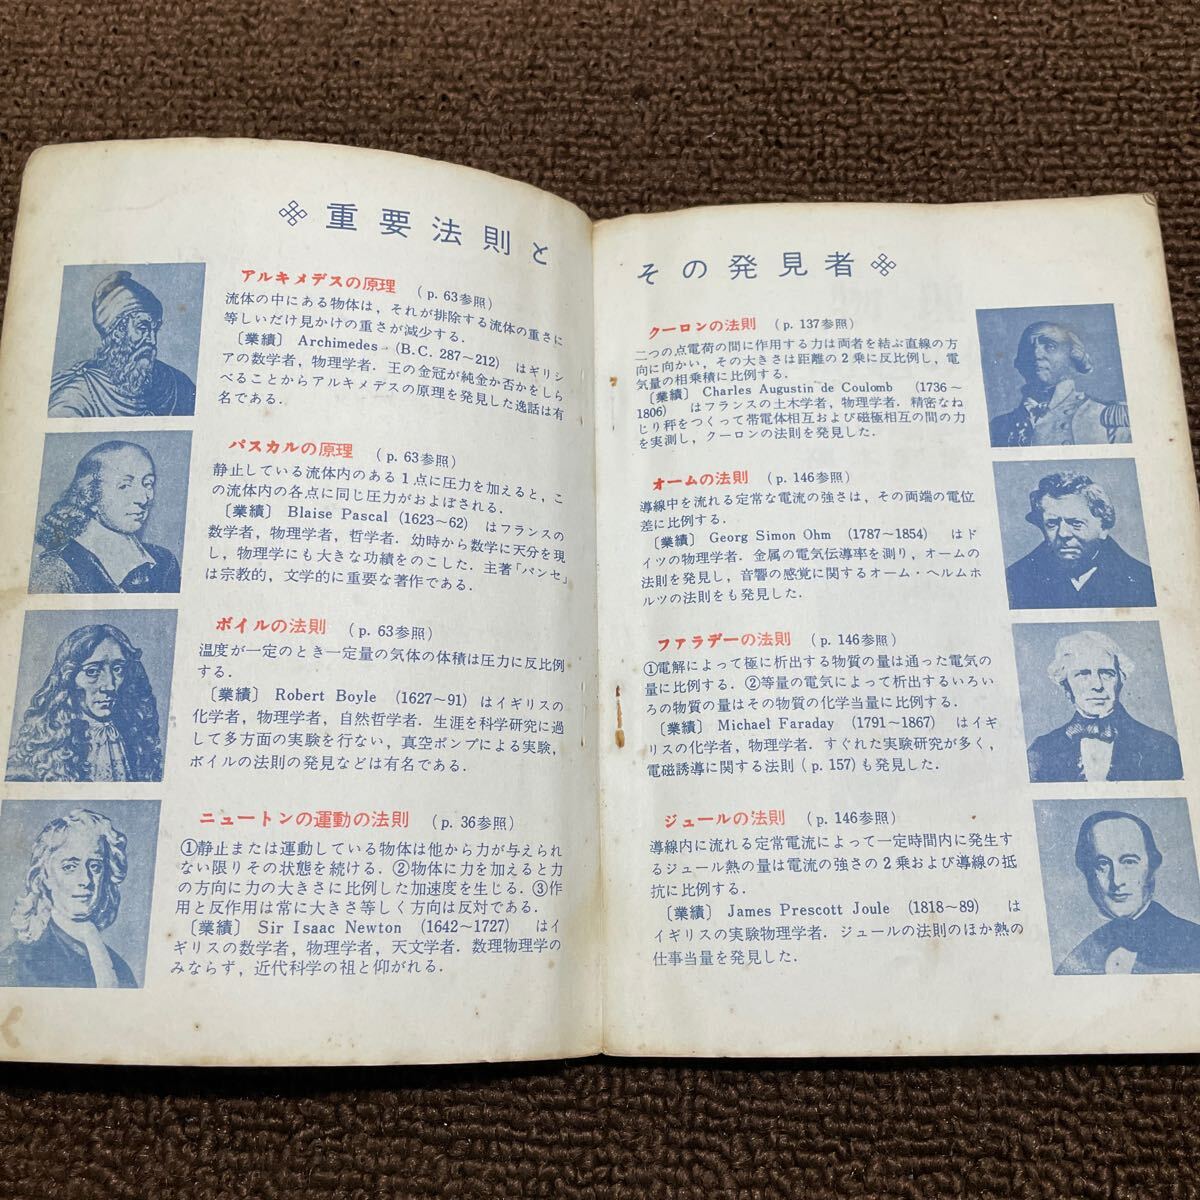 重要法則と
アルキメデスの原理 (p. 63参照)
流体の中にある物体は，それが排除する流体の重さに
等しいだけ見かけの重さが減少する．
〔業績〕 Archimedes (B.C. 287~212) はギリシ
アの数学者，物理学者．王の金冠が純金か否かをしら
べることからアルキメデスの原理を発見した逸話は有
名である．
パスカルの原理 (p. 63参照)
静止している流体内のある1点に圧力を加えると，こ
の流体内の各点に同じ圧力がおよぼされる．
〔業績〕 Blaise Pascal (1623~62) はフランスの
数学者，物理学者，哲学者．幼時から数学に天分を現
し，物理学にも大きな功績をのこした．主著「パンセ」
は宗教的，文学的に重要な著作である．
ボイルの法則 (p. 63参照)
温度が一定のとき一定量の気体の体積は圧力に反比例
する．
〔業績〕 Robert Boyle (1627~91) はイギリスの
化学者，物理学者，自然哲学者．生涯を科学研究に過
して多方面の実験を行ない，真空ポンプによる実験，
ボイルの法則の発見などは有名である．
ニュートンの運動の法則 (p. 36参照)
①静止または運動している物体は他から力が与えられ
ない限りその状態を続ける．②物体に力を加えると力
の方向に力の大きさに比例した加速度を生じる．③作
用と反作用は常に大きさ等しく方向は反対である．
〔業績〕 Sir Isaac Newton (1642~1727) はイ
ギリスの数学者，物理学者，天文学者．数理物理学の
みならず，近代科学の祖と仰がれる．
その発見者
クーロンの法則 (p. 137参照)
二つの点電荷の間に作用する力は両者を結ぶ直線の方
向に向かい，その大きさは距離の2乗に反比例し，電
気量の相乗積に比例する．
〔業績〕 Charles Augustin de Coulomb (1736~
1806) はフランスの土木学者，物理学者．精密なね
じり秤をつくって帯電体相互および磁極相互の間の力
を実測し，クーロンの法則を発見した．
オームの法則 (p. 146参照)
導線中を流れる定常な電流の強さは，その両端の電位
差に比例する．
〔業績〕 Georg Simon Ohm (1787~1854) はド
イツの物理学者．金属の電気伝導率を測り，オームの
法則を発見し，音響の感覚に関するオーム・ヘルムホ
ルツの法則をも発見した．
ファラデーの法則 (p. 146参照)
①電解によって極に析出する物質の量は通った電気の
量に比例する．②等量の電気によって析出するいろい
ろの物質の量はその物質の化学当量に比例する．
〔業績〕 Michael Faraday (1791~1867) はイギ
リスの化学者，物理学者．すぐれた実験研究が多く，
電磁誘導に関する法則(p. 157)も発見した．
ジュールの法則 (p. 146参照)
導線内に流れる定常電流によって一定時間内に発生す
るジュール熱の量は電流の強さの2乗および導線の抵
抗に比例する．
〔業績〕 James Prescott Joule (1818~89) は
イギリスの実験物理学者．ジュールの法則のほか熱の
仕事当量を発見した．